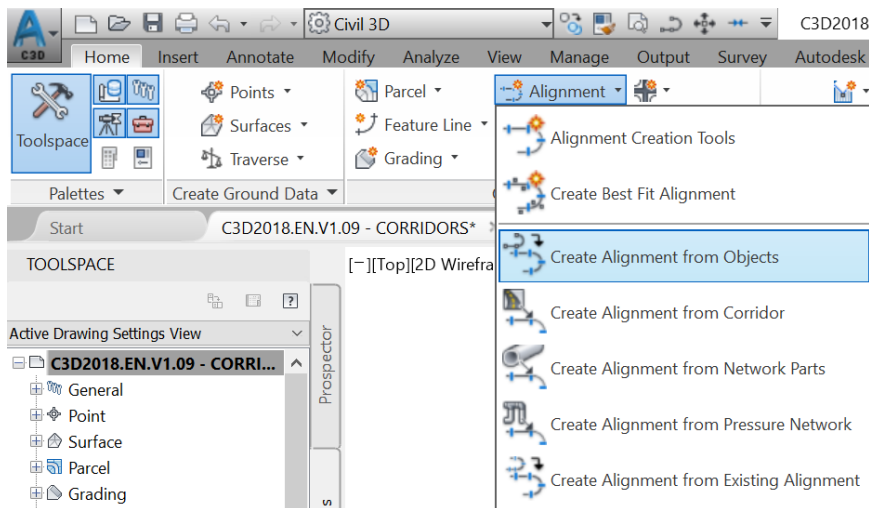 Civil 3D
C3D2018
C3D
Home Insert Annotate Modify Analyze View Manage Output Survey Autodesk
Toolspace
Points
Surfaces
Traverse
Parcel
Feature Line
Grading
Alignment
Palettes
Create Ground Data
Alignment Creation Tools
Create Best Fit Alignment
Create Alignment from Objects
Create Alignment from Corridor
Create Alignment from Network Parts
Create Alignment from Pressure Network
Create Alignment from Existing Alignment
Start
C3D2018.EN.V1.09 - CORRIDORS*
TOOLSPACE
[−][Top][2D Wirefra
Active Drawing Settings View
C3D2018.EN.V1.09 - CORRI...
General
Point
Surface
Parcel
Grading
Prospector